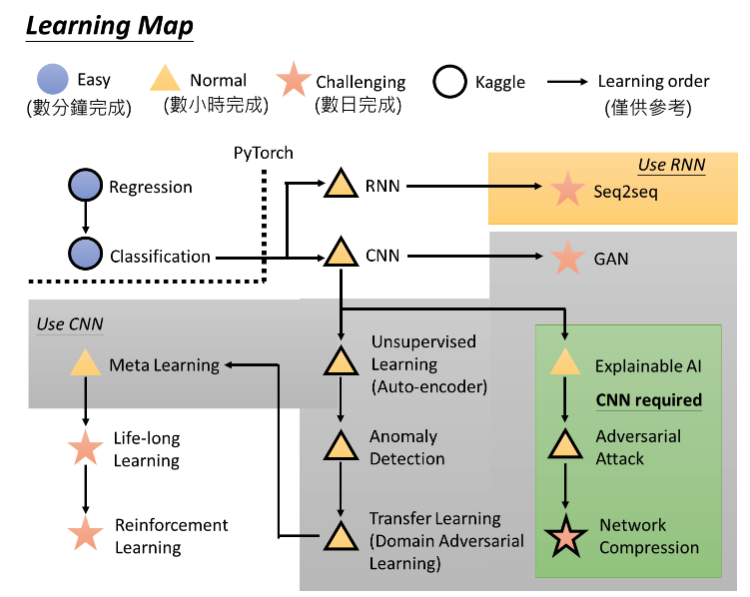 Learning Map
Easy
(數分鐘完成)
Normal
(數小時完成)
Challenging
(數日完成)
Kaggle
Learning order
(僅供參考)
PyTorch
Regression
Classification
RNN
CNN
Use RNN
Seq2seq
GAN
Use CNN
Meta Learning
Life-long
Learning
Reinforcement
Learning
Unsupervised
Learning
(Auto-encoder)
Anomaly
Detection
Transfer Learning
(Domain Adversarial
Learning)
Explainable AI
CNN required
Adversarial
Attack
Network
Compression